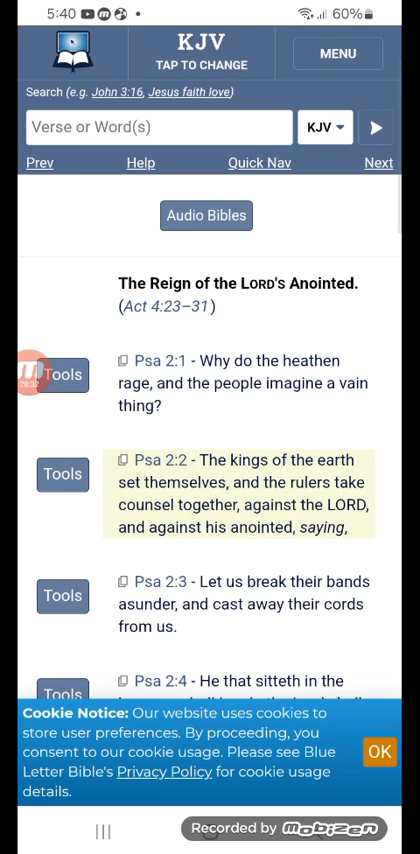 5:40
60%
KJV
TAP TO CHANGE
MENU
Search (e.g. John 3:16, Jesus faith love)
Verse or Word(s)
KJV
Prev Help Quick Nav Next
Audio Bibles
The Reign of the LORD'S Anointed.
(Act 4:23–31)
Tools
28:32
Psa 2:1 - Why do the heathen
rage, and the people imagine a vain
thing?
Tools
Psa 2:2 - The kings of the earth
set themselves, and the rulers take
counsel together, against the LORD,
and against his anointed, saying,
Tools
Psa 2:3 - Let us break their bands
asunder, and cast away their cords
from us.
Tools
Psa 2:4 - He that sitteth in the
Cookie Notice: Our website uses cookies to
store user preferences. By proceeding, you
consent to our cookie usage. Please see Blue
Letter Bible's Privacy Policy for cookie usage
details.
OK
Recorded by mobizen